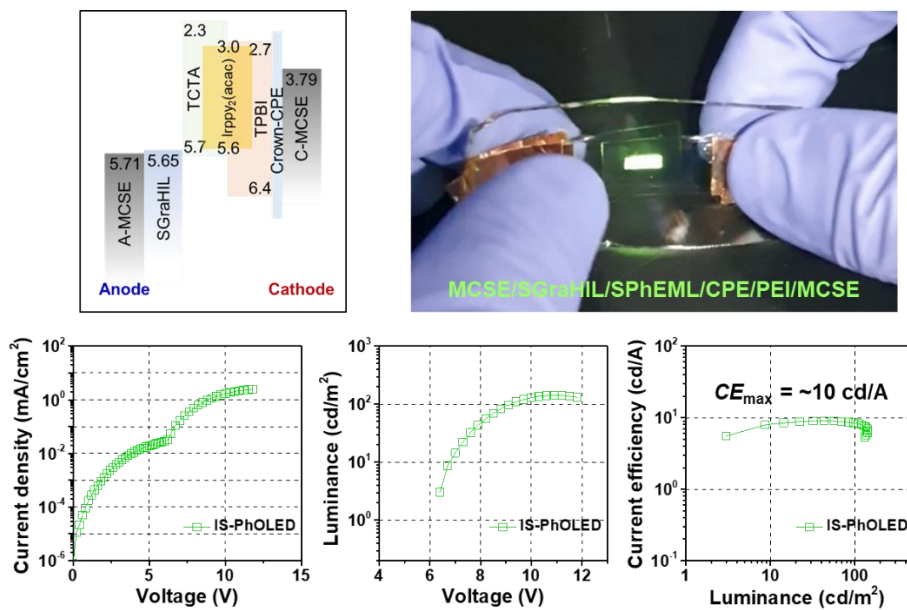 2.3
3.0
2.7
3.79
TCTA
Irppy2(acac)
TPBI
Crown-CPE
C-MCSE
5.7
5.6
5.71
5.65
6.4
A-MCSE
SGraHIL
Anode
Cathode
MCSE/SGraHIL/SPhEML/CPE/PEI/MCSE
Current density (mA/cm²)
10²
10⁰
10⁻²
10⁻⁴
10⁻⁶
IS-PhOLED
0 5 10 15
Voltage (V)
Luminance (cd/m²)
10³
10²
10¹
10⁰
IS-PhOLED
4 6 8 10 12
Voltage (V)
Current efficiency (cd/A)
10³
10²
10¹
10⁰
10⁻¹
CEmax = ~10 cd/A
IS-PhOLED
1 10 100
Luminance (cd/m²)